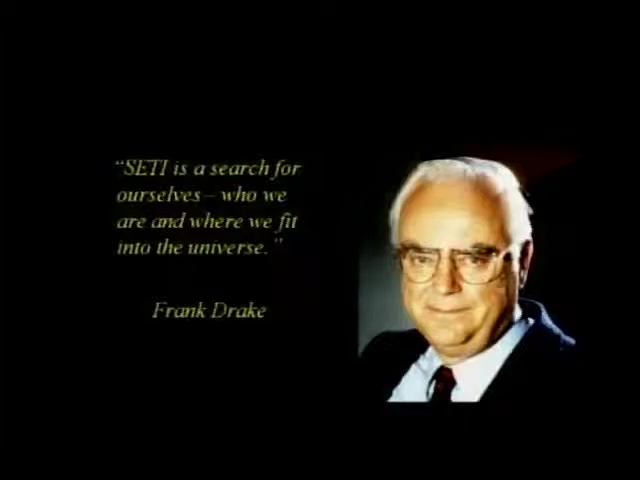 “SETI is a search for
ourselves – who we
are and where we fit
into the universe.”
Frank Drake